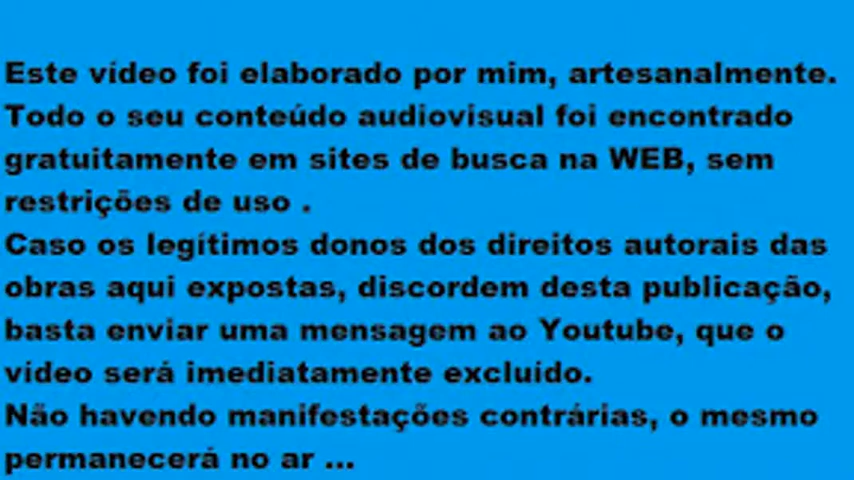 Este vídeo foi elaborado por mim, artesanalmente.
Todo o seu conteúdo audiovisual foi encontrado
gratuitamente em sites de busca na WEB, sem
restrições de uso .
Caso os legítimos donos dos direitos autorais das
obras aqui expostas, discordem desta publicação,
basta enviar uma mensagem ao Youtube, que o
vídeo será imediatamente excluído.
Não havendo manifestações contrárias, o mesmo
permanecerá no ar ...